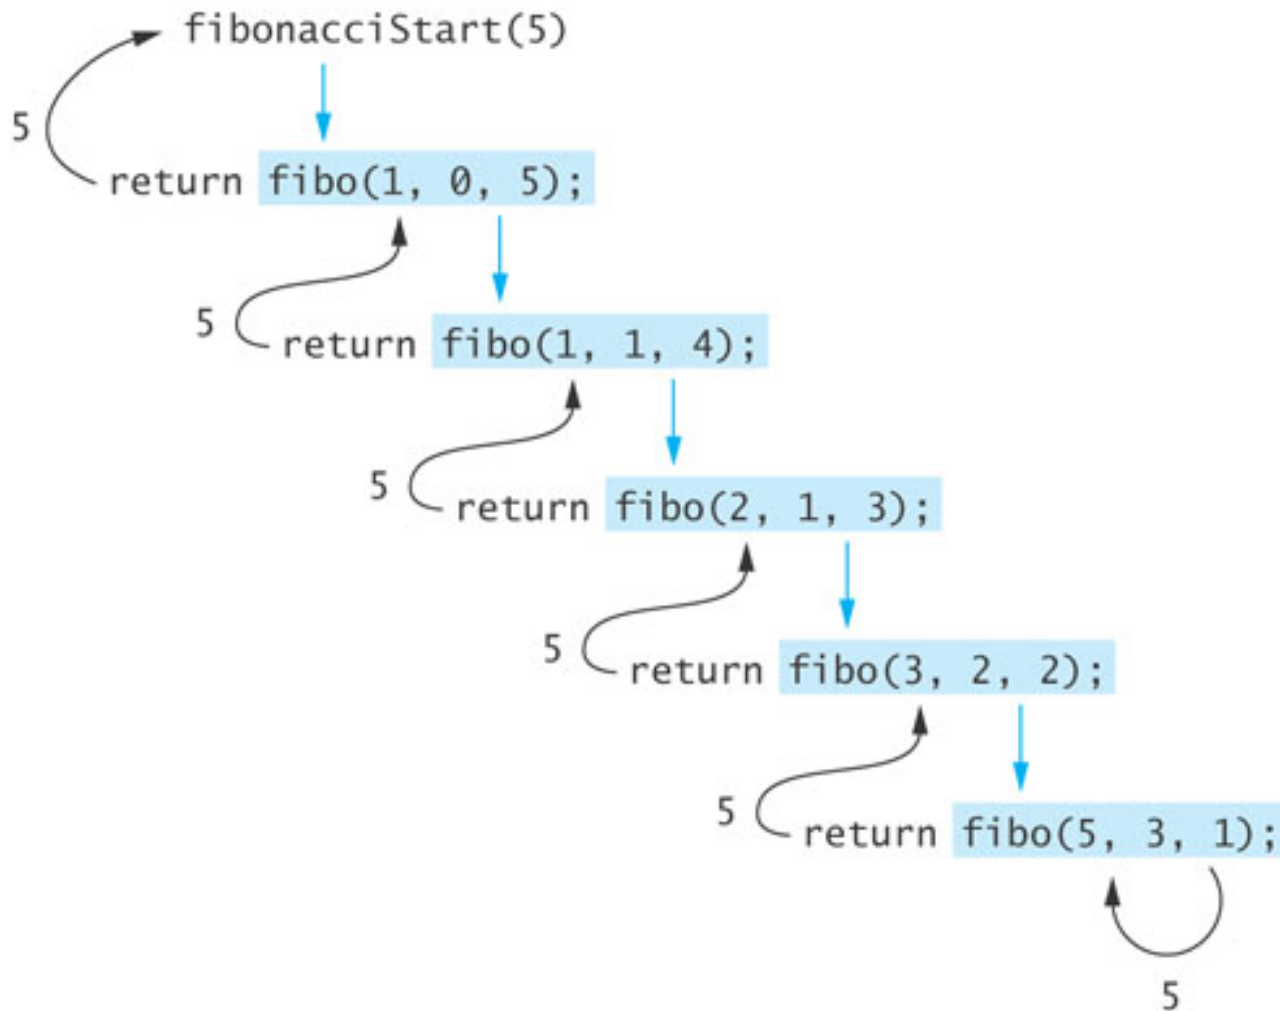 fibonacciStart(5)
5
return fibo(1, 0, 5);
5
return fibo(1, 1, 4);
5
return fibo(2, 1, 3);
5
return fibo(3, 2, 2);
5
return fibo(5, 3, 1);
5